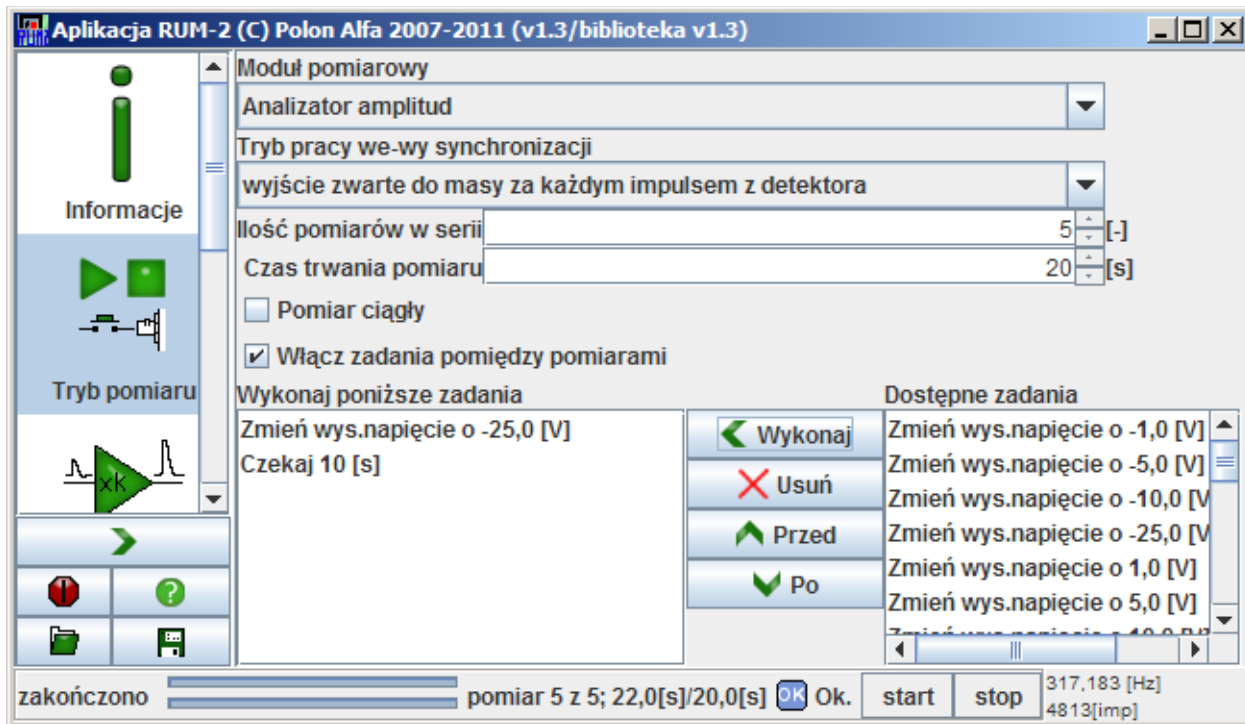 Aplikacja RUM-2 (C) Polon Alfa 2007-2011 (v1.3/biblioteka v1.3)
Informacje
Tryb pomiaru
xk
Moduł pomiarowy
Analizator amplitud
Tryb pracy we-wy synchronizacji
wyjście zwarte do masy za każdym impulsem z detektora
Ilość pomiarów w serii 5 [-]
Czas trwania pomiaru 20 [s]
Pomiar ciągły
Włącz zadania pomiędzy pomiarami
Wykonaj poniższe zadania
Zmień wys.napięcie o -25,0 [V]
Czekaj 10 [s]
Wykonaj
Usuń
Przed
Po
Dostępne zadania
Zmień wys.napięcie o -1,0 [V]
Zmień wys.napięcie o -5,0 [V]
Zmień wys.napięcie o -10,0 [V
Zmień wys.napięcie o -25,0 [V
Zmień wys.napięcie o 1,0 [V]
Zmień wys.napięcie o 5,0 [V]
zakończono
pomiar 5 z 5; 22,0[s]/20,0[s] OK Ok.
start
stop
317,183 [Hz]
4813[imp]